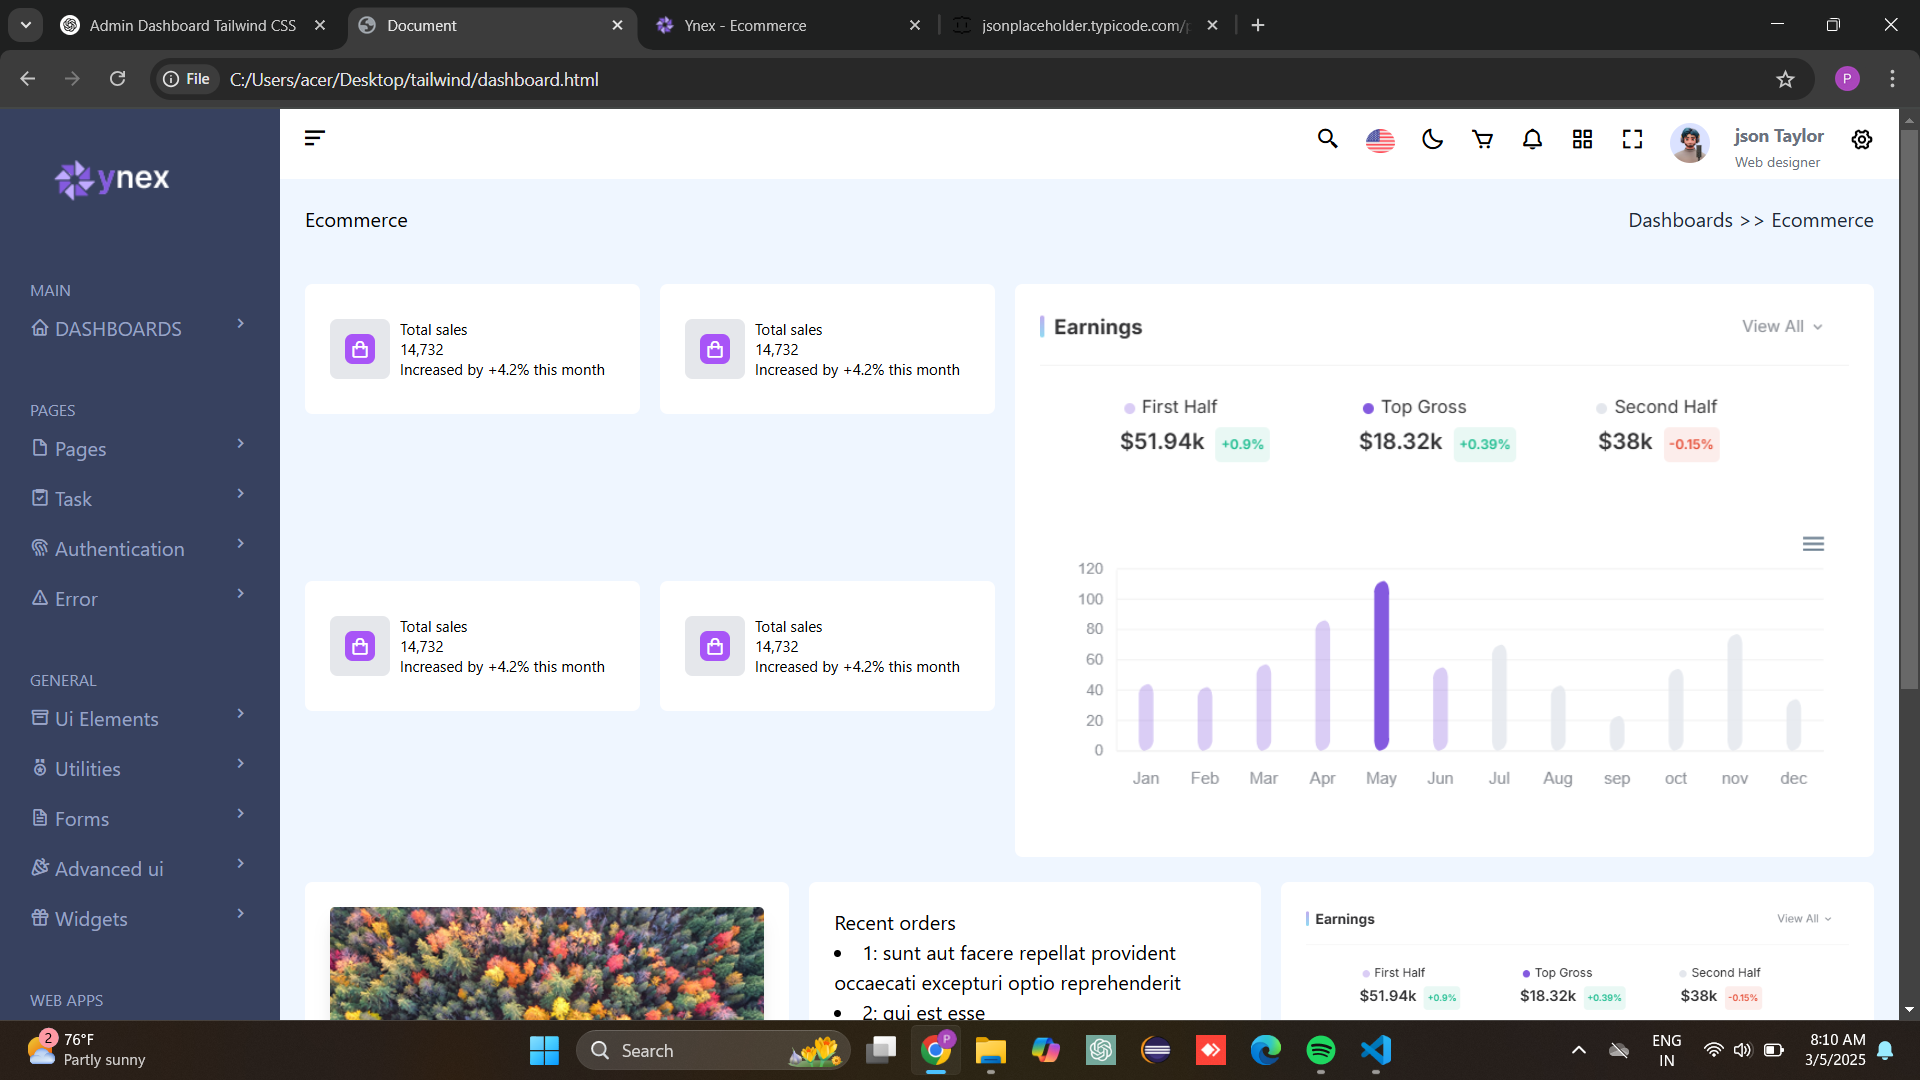 Admin Dashboard Tailwind CSS
Document
Ynex - Ecommerce
jsonplaceholder.typicode.com/
File
C:/Users/acer/Desktop/tailwind/dashboard.html
P
ynex
json Taylor
Web designer
Ecommerce
Dashboards >> Ecommerce
MAIN
DASHBOARDS
PAGES
Pages
Task
Authentication
Error
GENERAL
Ui Elements
Utilities
Forms
Advanced ui
Widgets
WEB APPS
Total sales
14,732
Increased by +4.2% this month
Total sales
14,732
Increased by +4.2% this month
Total sales
14,732
Increased by +4.2% this month
Total sales
14,732
Increased by +4.2% this month
Earnings
View All
First Half
$51.94k +0.9%
Top Gross
$18.32k +0.39%
Second Half
$38k -0.15%
120
100
80
60
40
20
0
Jan Feb Mar Apr May Jun Jul Aug sep oct nov dec
Recent orders
• 1: sunt aut facere repellat provident
occaecati excepturi optio reprehenderit
• 2: qui est esse
Earnings
View All
First Half
$51.94k +0.9%
Top Gross
$18.32k +0.39%
Second Half
$38k -0.15%
2
76°F
Partly sunny
Search
P
ENG
IN
8:10 AM
3/5/2025